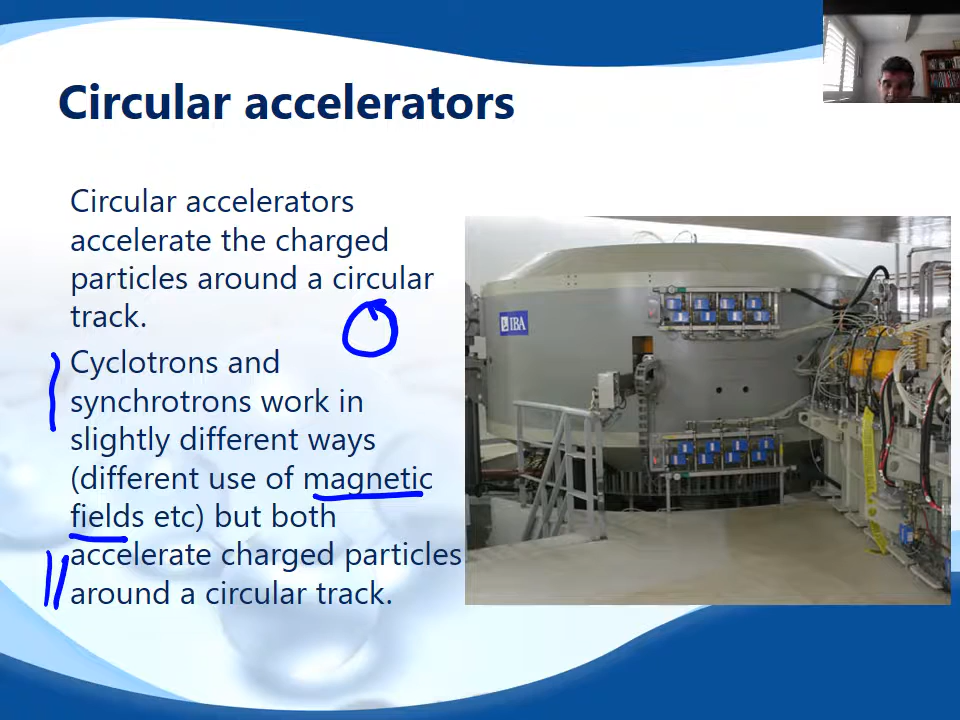 Circular accelerators
Circular accelerators
accelerate the charged
particles around a circular
track.
Cyclotrons and
synchrotrons work in
slightly different ways
(different use of magnetic
fields etc) but both
accelerate charged particles
around a circular track.
IBA